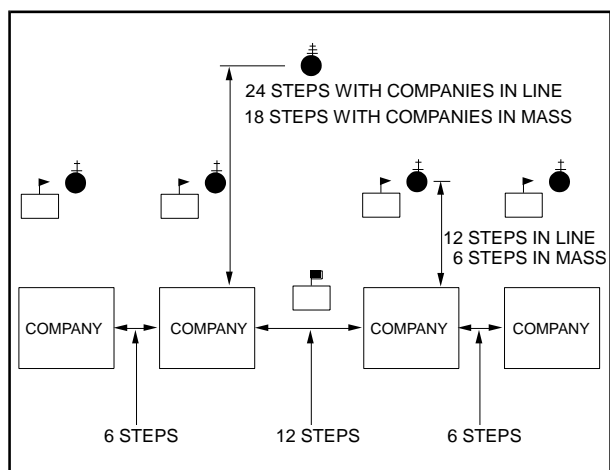 24 STEPS WITH COMPANIES IN LINE
18 STEPS WITH COMPANIES IN MASS
12 STEPS IN LINE
6 STEPS IN MASS
COMPANY
COMPANY
COMPANY
COMPANY
6 STEPS
12 STEPS
6 STEPS